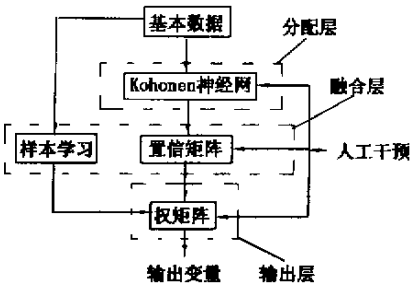 基本数据
分配层
Kohonen神经网
融合层
样本学习
置信矩阵
人工干预
权矩阵
输出变量
输出层